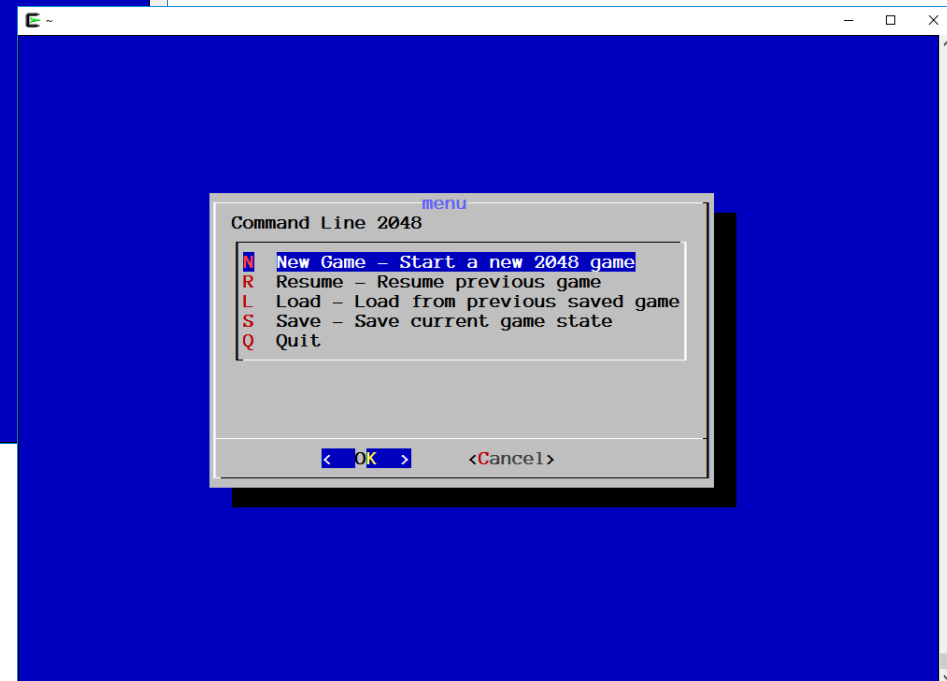 ~
menu
Command Line 2048
N New Game – Start a new 2048 game
R Resume – Resume previous game
L Load – Load from previous saved game
S Save – Save current game state
Q Quit
< OK > <Cancel>